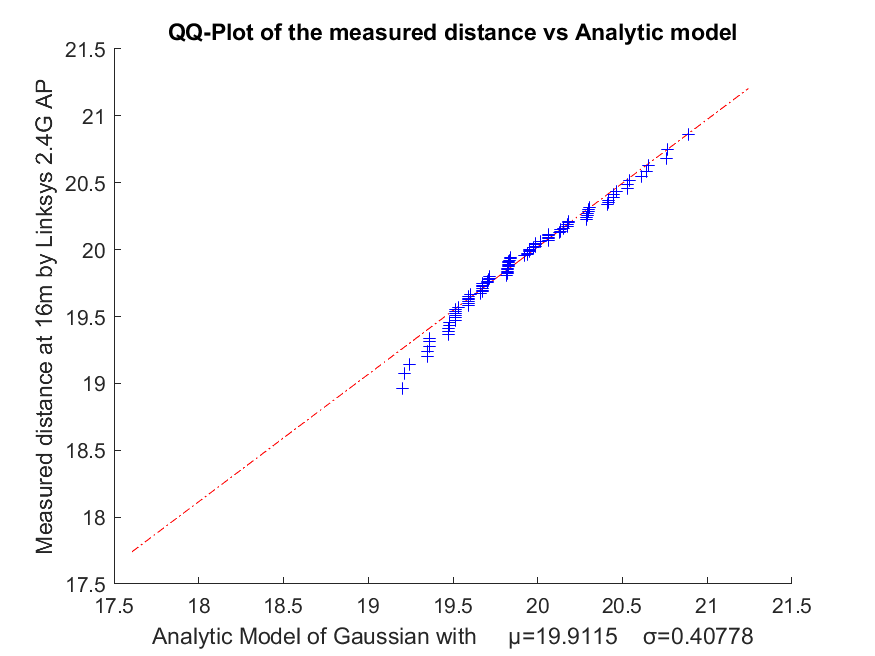 QQ-Plot of the measured distance vs Analytic model
21.5
21
20.5
20
19.5
19
18.5
18
17.5
Measured distance at 16m by Linksys 2.4G AP
17.5 18 18.5 19 19.5 20 20.5 21 21.5
Analytic Model of Gaussian with μ=19.9115 σ=0.40778